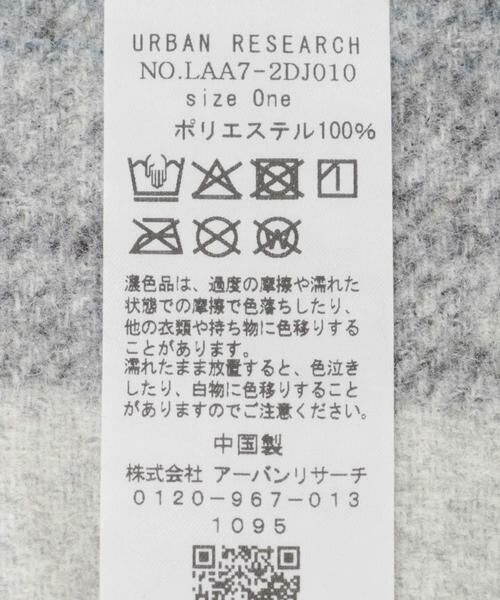 URBAN RESEARCH
NO.LAA7-2DJ010
size One
ポリエステル100%
W
濃色品は、過度の摩擦や濡れた
状態での摩擦で色落ちしたり、
他の衣類や持ち物に色移りする
ことがあります。
濡れたまま放置すると、色泣き
したり、白物に色移りすること
がありますのでご注意ください。
中国製
株式会社 アーバンリサーチ
0120-967-013
1095